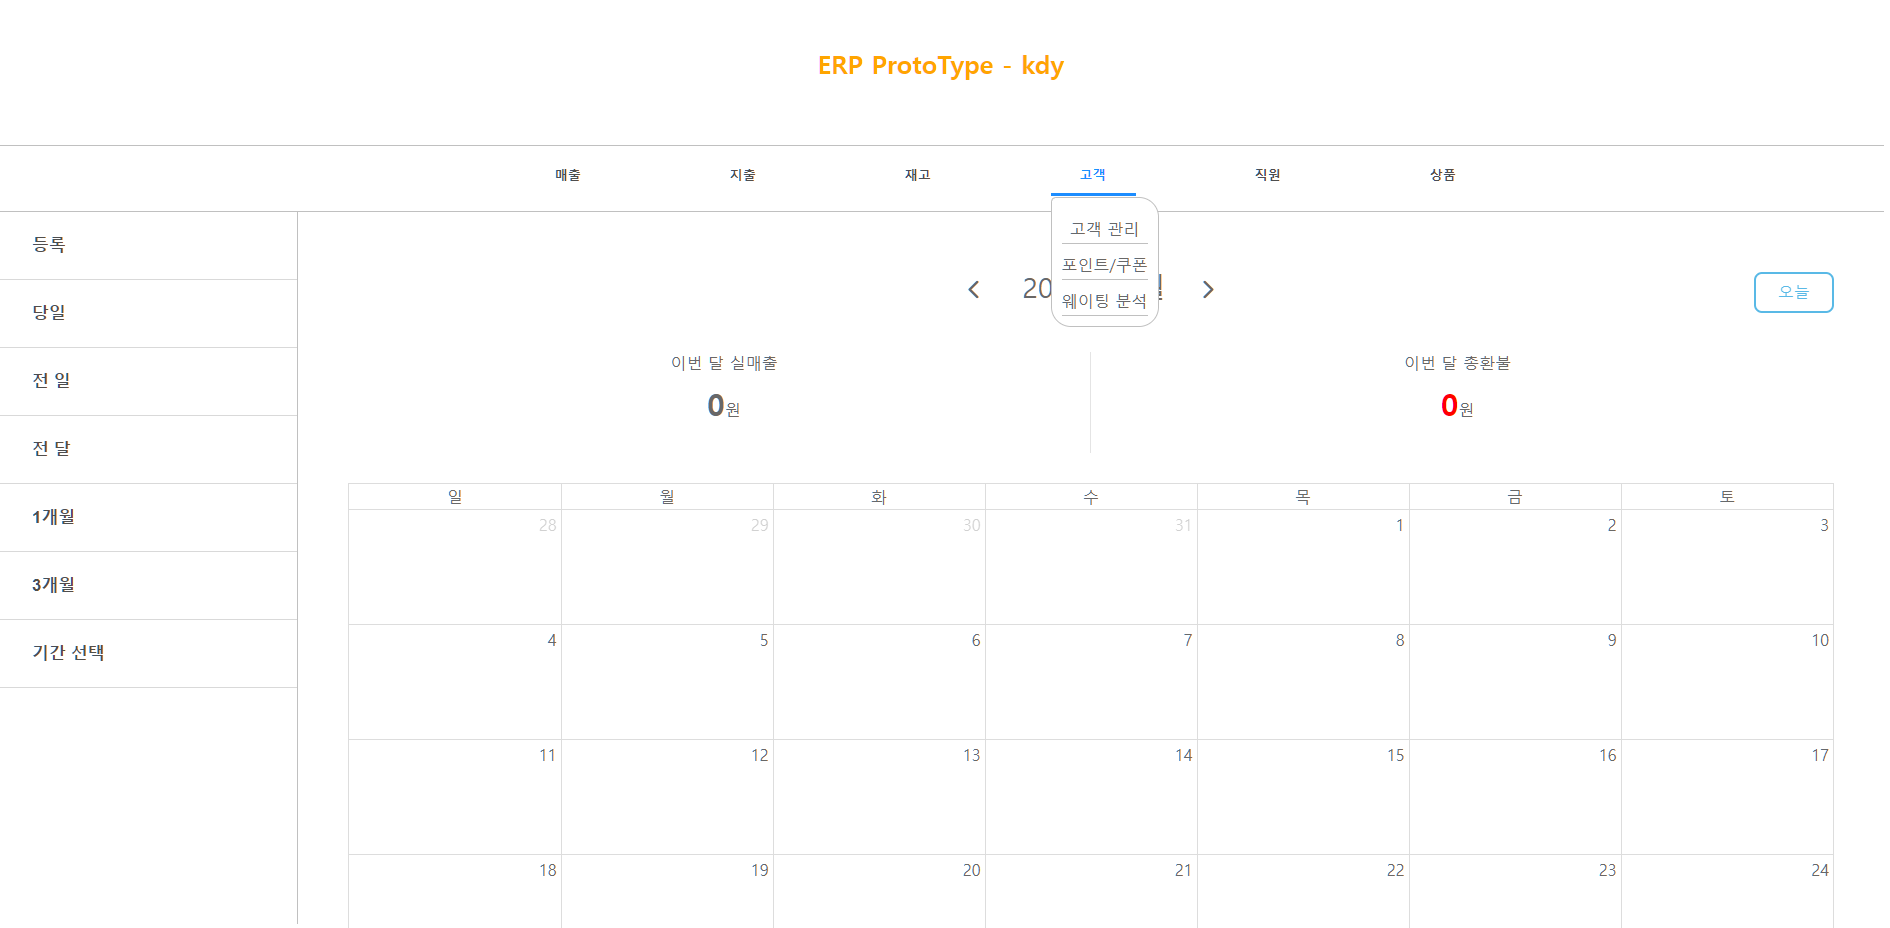 ERP ProtoType - kdy
매출 지출 재고 고객 직원 상품
고객 관리
포인트/쿠폰
웨이팅 분석
등록
당일
전 일
전 달
1개월
3개월
기간 선택
오늘
이번 달 실매출
0원
이번 달 총환불
0원
일 월 화 수 목 금 토
28 29 30 31 1 2 3
4 5 6 7 8 9 10
11 12 13 14 15 16 17
18 19 20 21 22 23 24